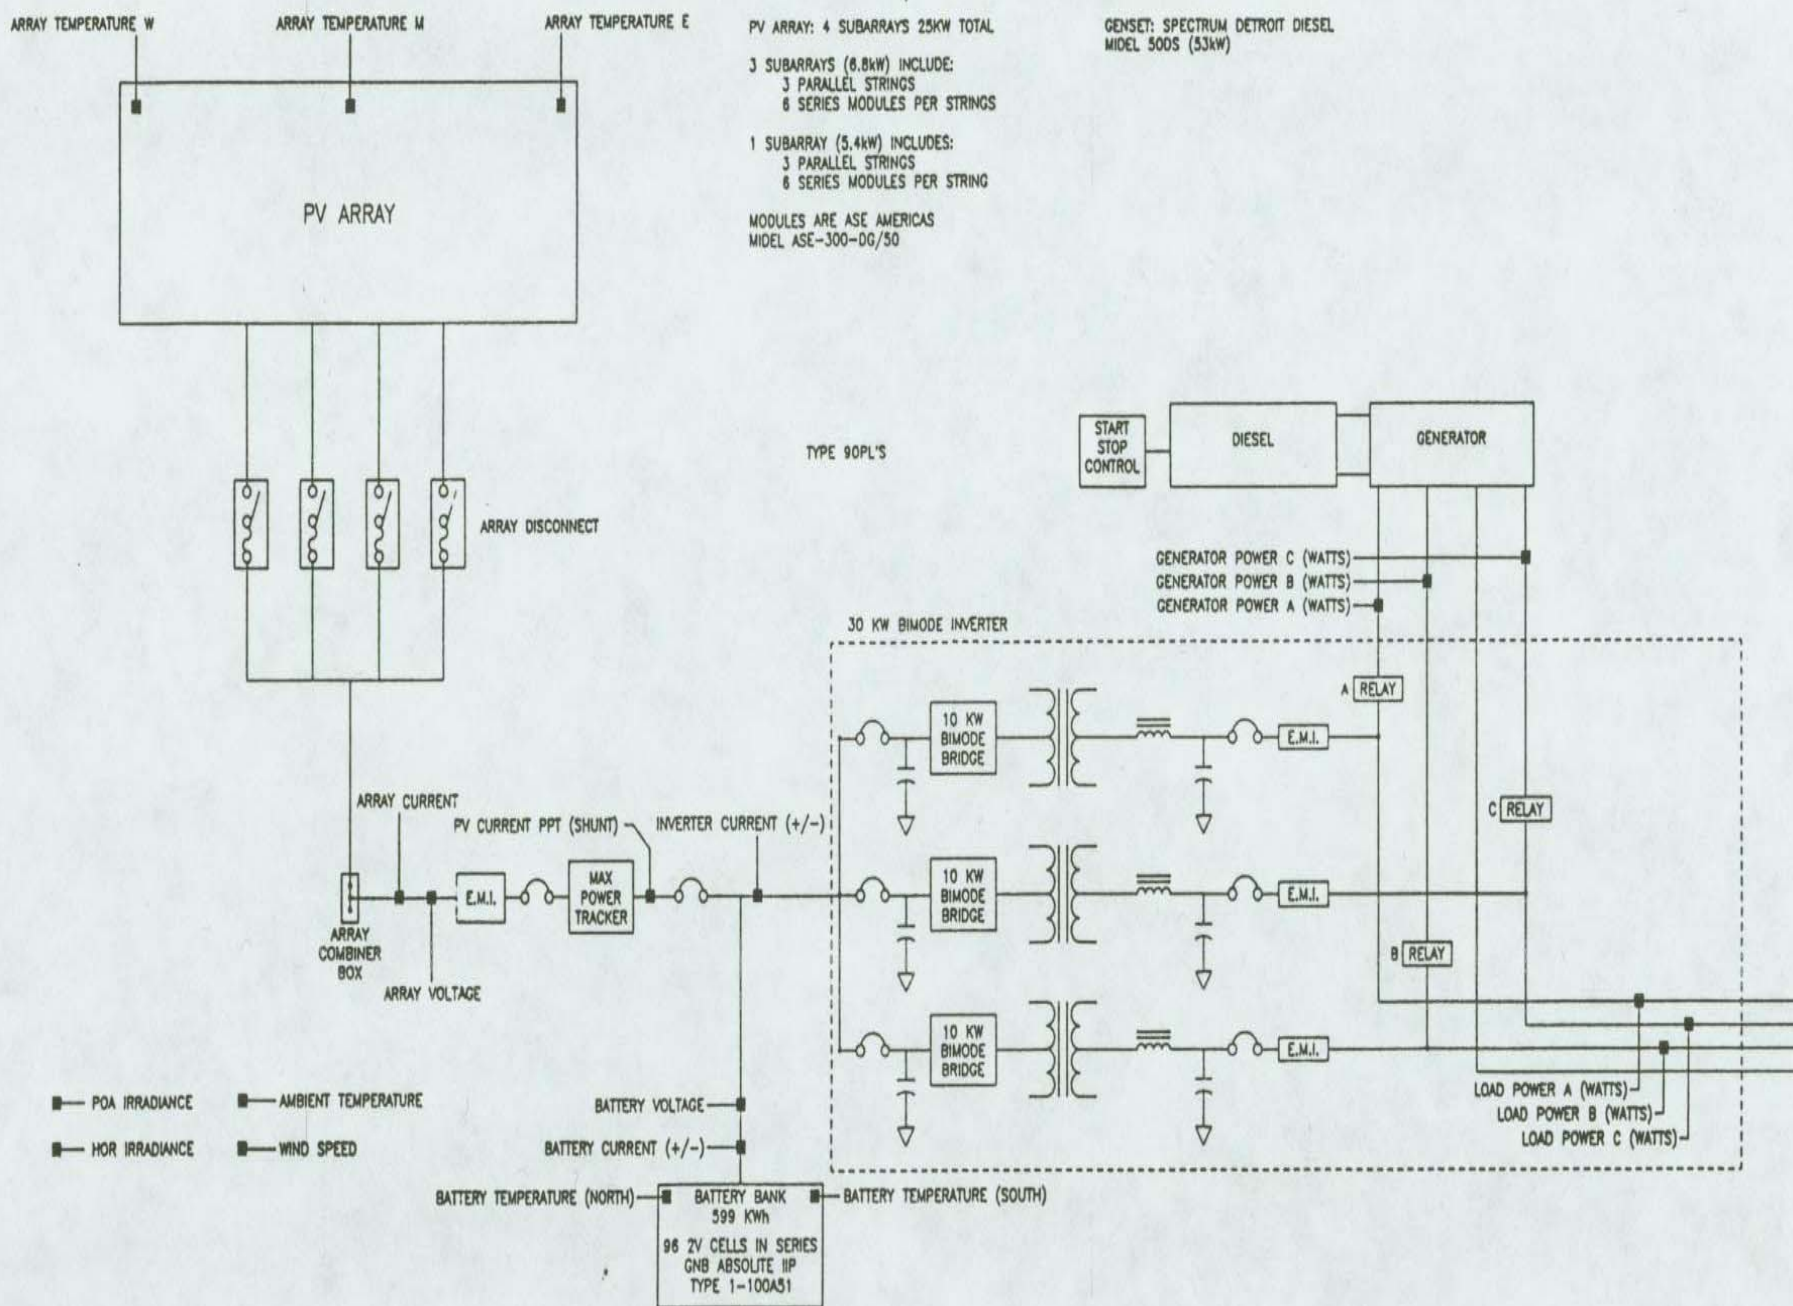 ARRAY TEMPERATURE W
ARRAY TEMPERATURE M
ARRAY TEMPERATURE E
PV ARRAY: 4 SUBARRAYS 25KW TOTAL
3 SUBARRAYS (6.8kW) INCLUDE:
3 PARALLEL STRINGS
6 SERIES MODULES PER STRINGS
1 SUBARRAY (5.4kW) INCLUDES:
3 PARALLEL STRINGS
6 SERIES MODULES PER STRING
MODULES ARE ASE AMERICAS
MIDEL ASE-300-DG/50
GENSET: SPECTRUM DETROIT DIESEL
MIDEL 50DS (53kW)
PV ARRAY
TYPE 90PL'S
START
STOP
CONTROL
DIESEL
GENERATOR
ARRAY DISCONNECT
GENERATOR POWER C (WATTS)
GENERATOR POWER B (WATTS)
GENERATOR POWER A (WATTS)
30 KW BIMODE INVERTER
A RELAY
10 KW
BIMODE
BRIDGE
E.M.I.
C RELAY
ARRAY CURRENT
PV CURRENT PPT (SHUNT)
INVERTER CURRENT (+/-)
E.M.I.
MAX
POWER
TRACKER
10 KW
BIMODE
BRIDGE
E.M.I.
ARRAY
COMBINER
BOX
ARRAY VOLTAGE
B RELAY
10 KW
BIMODE
BRIDGE
E.M.I.
POA IRRADIANCE
AMBIENT TEMPERATURE
HOR IRRADIANCE
WIND SPEED
BATTERY VOLTAGE
BATTERY CURRENT (+/-)
LOAD POWER A (WATTS)
LOAD POWER B (WATTS)
LOAD POWER C (WATTS)
BATTERY TEMPERATURE (NORTH)
BATTERY TEMPERATURE (SOUTH)
BATTERY BANK
599 KWh
96 2V CELLS IN SERIES
GNB ABSOLUTE IIP
TYPE 1-100A51